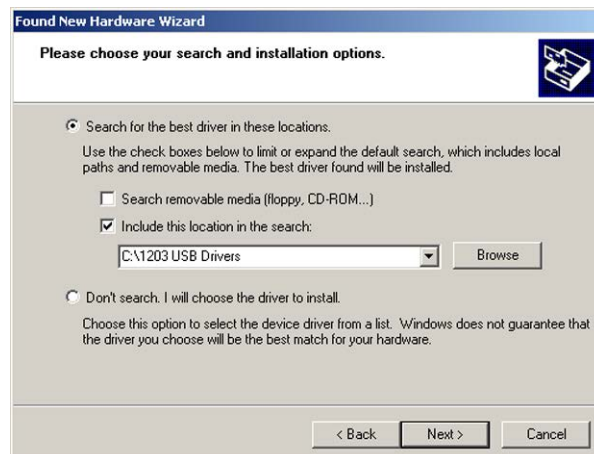 Found New Hardware Wizard
Please choose your search and installation options.
Search for the best driver in these locations.
Use the check boxes below to limit or expand the default search, which includes local
paths and removable media. The best driver found will be installed.
Search removable media (floppy, CD-ROM...)
Include this location in the search:
C:\1203 USB Drivers
Browse
Don't search. I will choose the driver to install.
Choose this option to select the device driver from a list. Windows does not guarantee that
the driver you choose will be the best match for your hardware.
< Back Next > Cancel